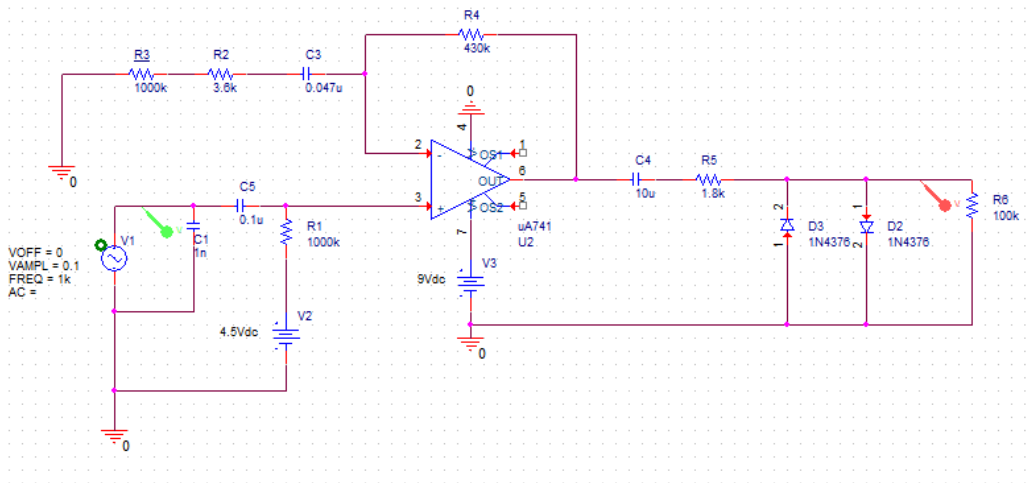 R4
430k
R3
1000k
R2
3.6k
C3
0.047u
0
0
4
2
-
OS1
1
6
OUT
3
+
OS2
5
7
uA741
U2
C4
10u
R5
1.8k
2
1
D3
1N4376
1
2
D2
1N4376
R6
100k
C5
0.1u
V
V
V1
C1
1n
R1
1000k
VOFF = 0
VAMPL = 0.1
FREQ = 1k
AC =
9Vdc
V3
0
4.5Vdc
V2
0